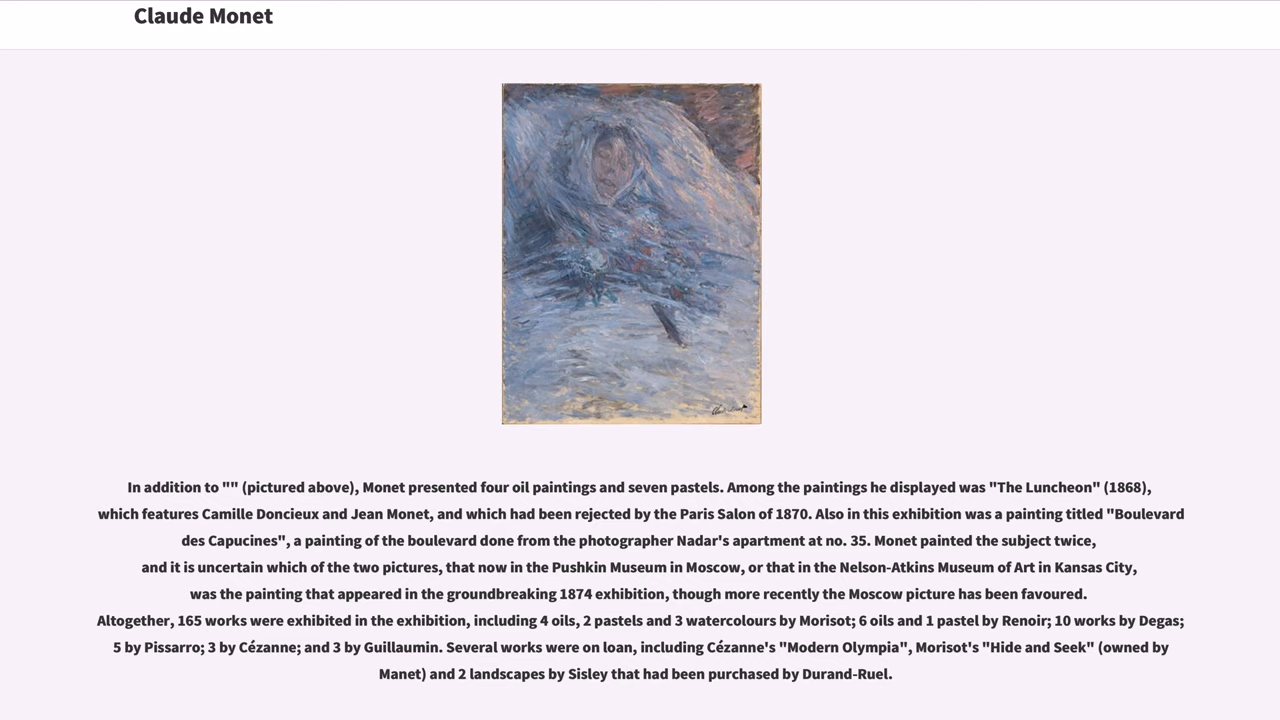 Claude Monet
In addition to "" (pictured above), Monet presented four oil paintings and seven pastels. Among the paintings he displayed was "The Luncheon" (1868),
which features Camille Doncieux and Jean Monet, and which had been rejected by the Paris Salon of 1870. Also in this exhibition was a painting titled "Boulevard
des Capucines", a painting of the boulevard done from the photographer Nadar's apartment at no. 35. Monet painted the subject twice,
and it is uncertain which of the two pictures, that now in the Pushkin Museum in Moscow, or that in the Nelson-Atkins Museum of Art in Kansas City,
was the painting that appeared in the groundbreaking 1874 exhibition, though more recently the Moscow picture has been favoured.
Altogether, 165 works were exhibited in the exhibition, including 4 oils, 2 pastels and 3 watercolours by Morisot; 6 oils and 1 pastel by Renoir; 10 works by Degas;
5 by Pissarro; 3 by Cézanne; and 3 by Guillaumin. Several works were on loan, including Cézanne's "Modern Olympia", Morisot's "Hide and Seek" (owned by
Manet) and 2 landscapes by Sisley that had been purchased by Durand-Ruel.